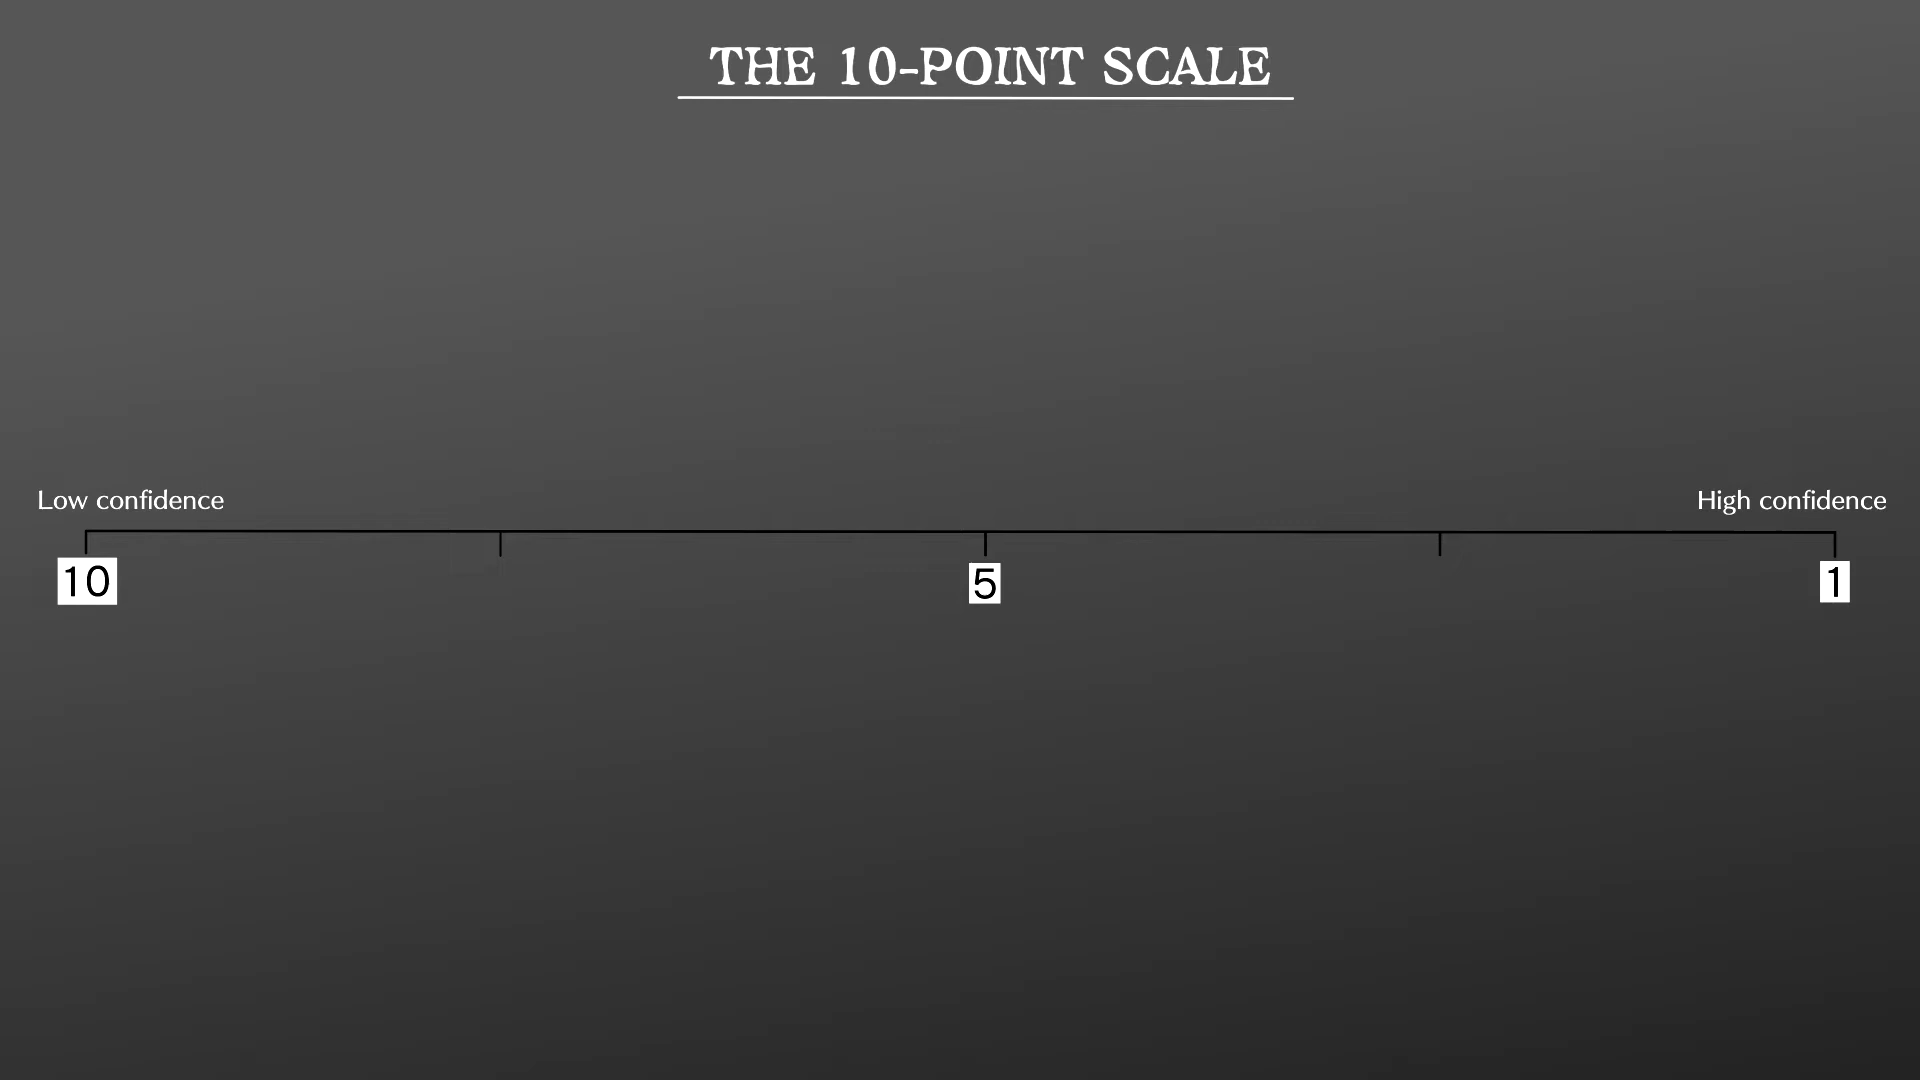 THE 10-POINT SCALE
Low confidence
High confidence
10
5
1